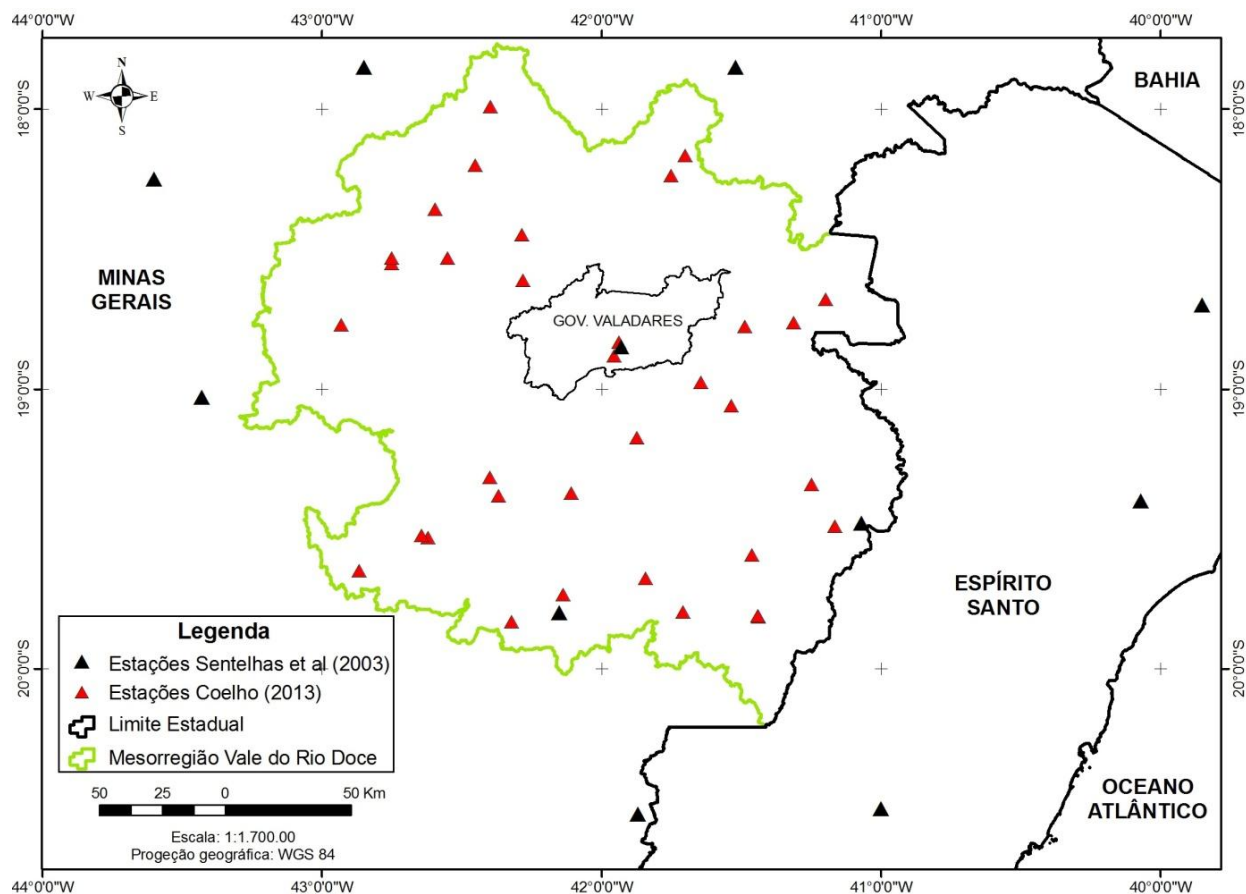 44°0'0"W 43°0'0"W 42°0'0"W 41°0'0"W 40°0'0"W
N
W E
S
BAHIA
18°0'0"S 18°0'0"S
MINAS
GERAIS
GOV. VALADARES
19°0'0"S 19°0'0"S
ESPÍRITO
SANTO
Legenda
Estações Sentelhas et al (2003)
Estações Coelho (2013)
Limite Estadual
Mesorregião Vale do Rio Doce
20°0'0"S 20°0'0"S
OCEANO
ATLÂNTICO
50 25 0 50 Km
Escala: 1:1.700.00
Progeção geográfica: WGS 84
44°0'0"W 43°0'0"W 42°0'0"W 41°0'0"W 40°0'0"W